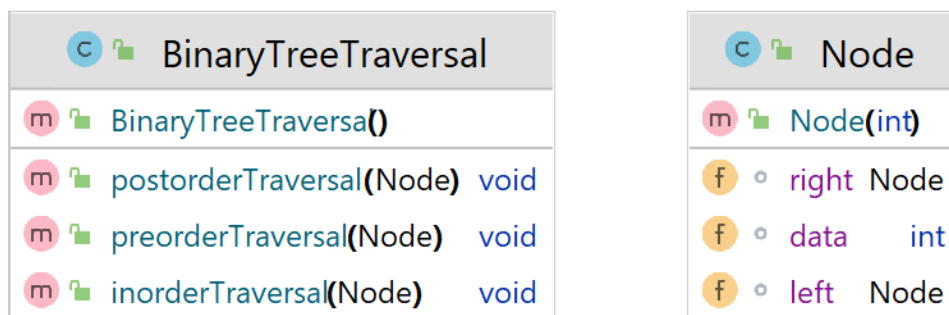 BinaryTreeTraversal
BinaryTreeTraversa()
postorderTraversal(Node) void
preorderTraversal(Node) void
inorderTraversal(Node) void
Node
Node(int)
right Node
data int
left Node